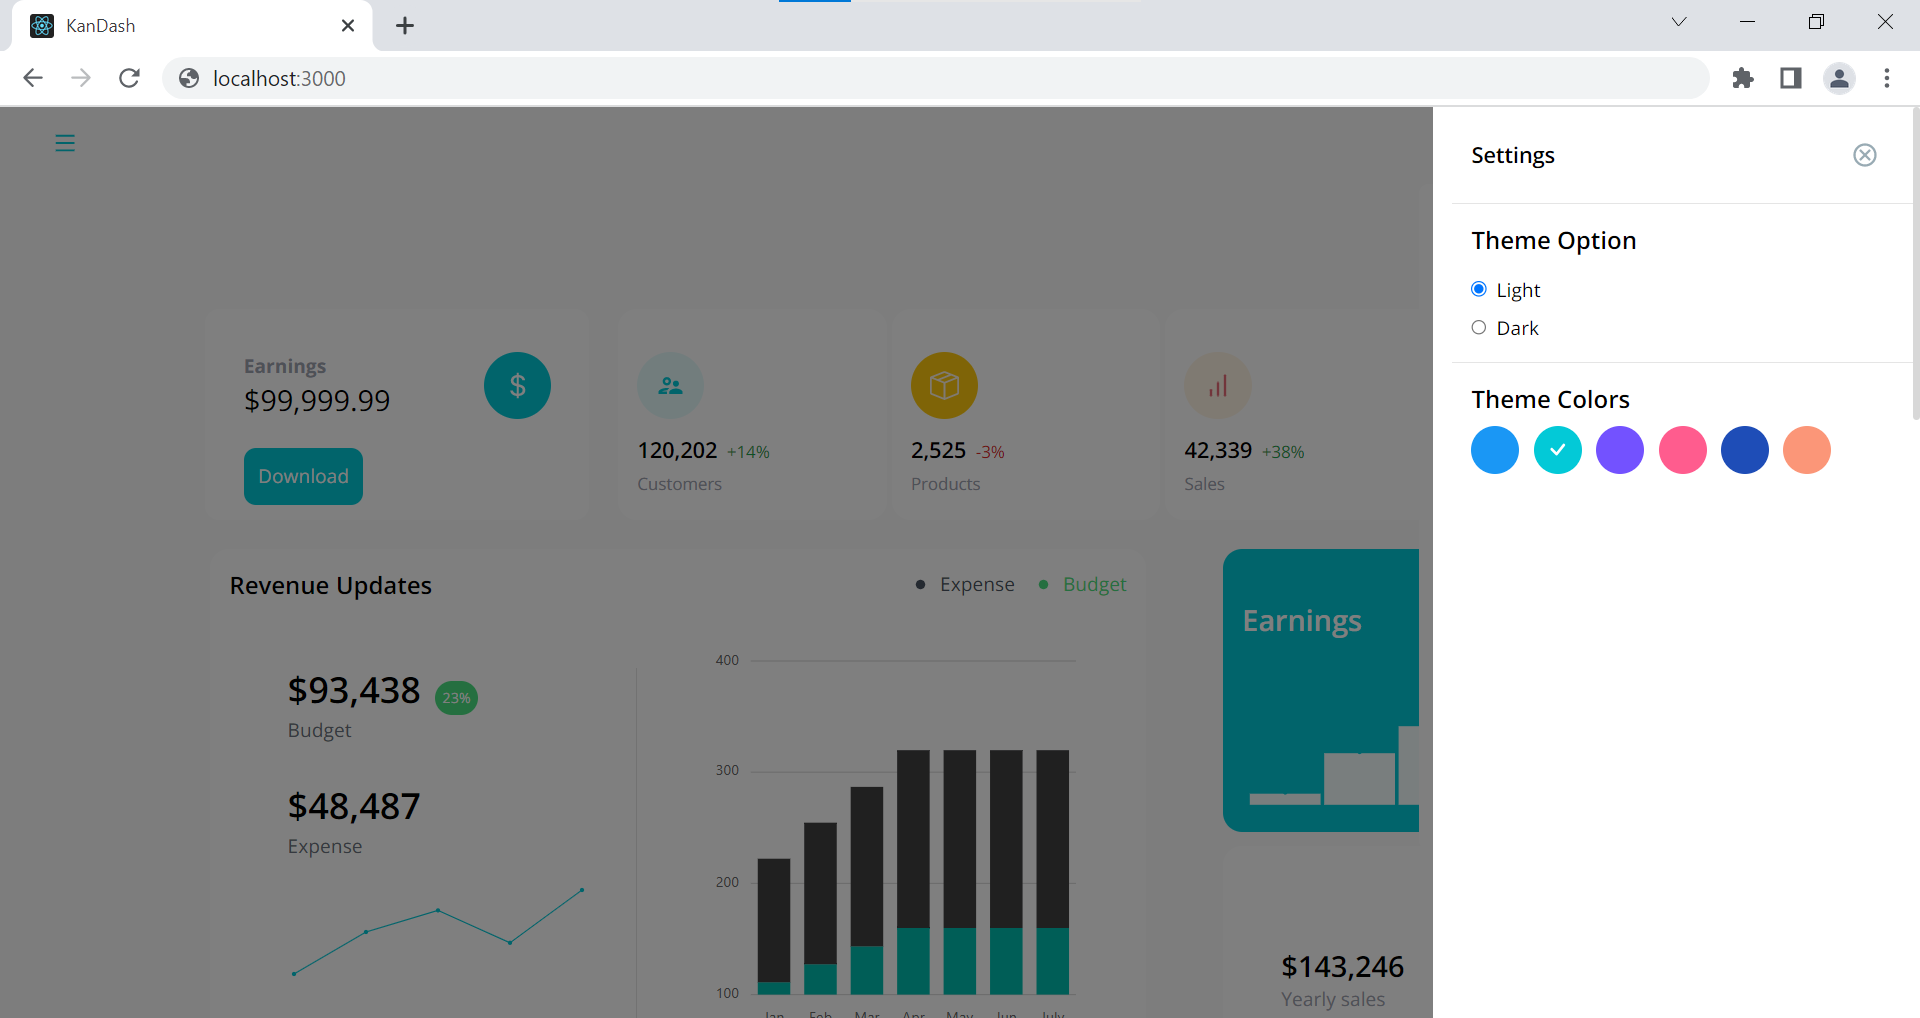 KanDash
localhost:3000
Settings
Theme Option
Light
Dark
Theme Colors
Earnings
$99,999.99
$
Download
120,202 +14%
Customers
2,525 -3%
Products
42,339 +38%
Sales
Revenue Updates
Expense
Budget
$93,438 23%
Budget
$48,487
Expense
400
300
200
100
Jan Feb Mar Apr May Jun July
Earnings
$143,246
Yearly sales